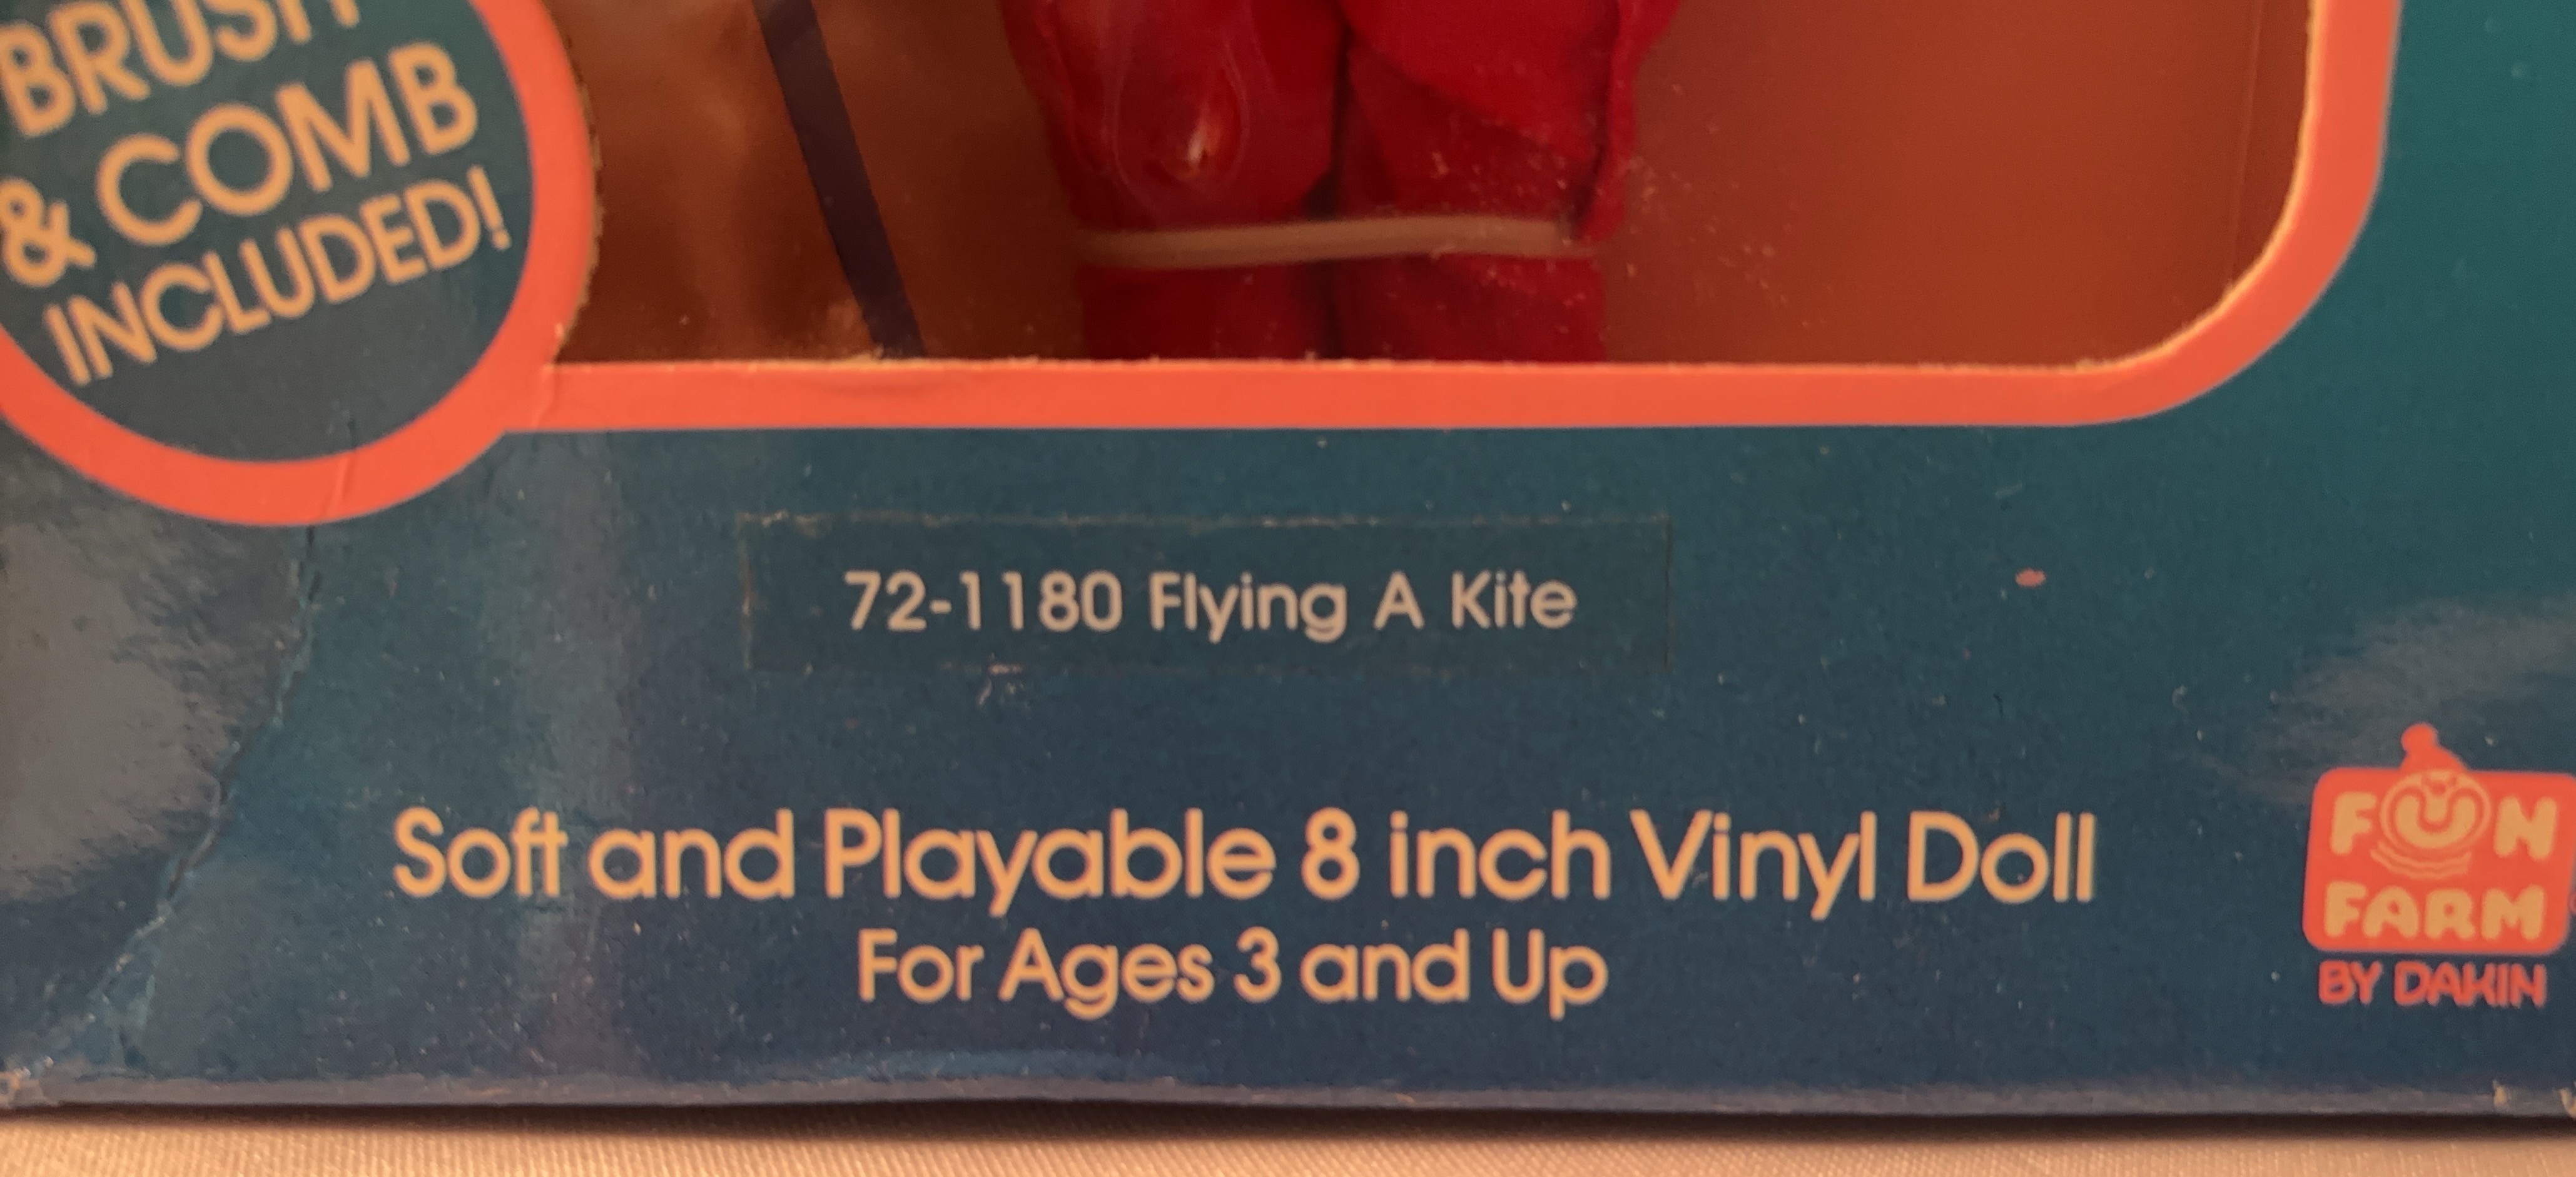 BRUSH
& COMB
INCLUDED!
72-1180 Flying A Kite
Soft and Playable 8 inch Vinyl Doll
For Ages 3 and Up
FUN
FARM
BY DAKIN